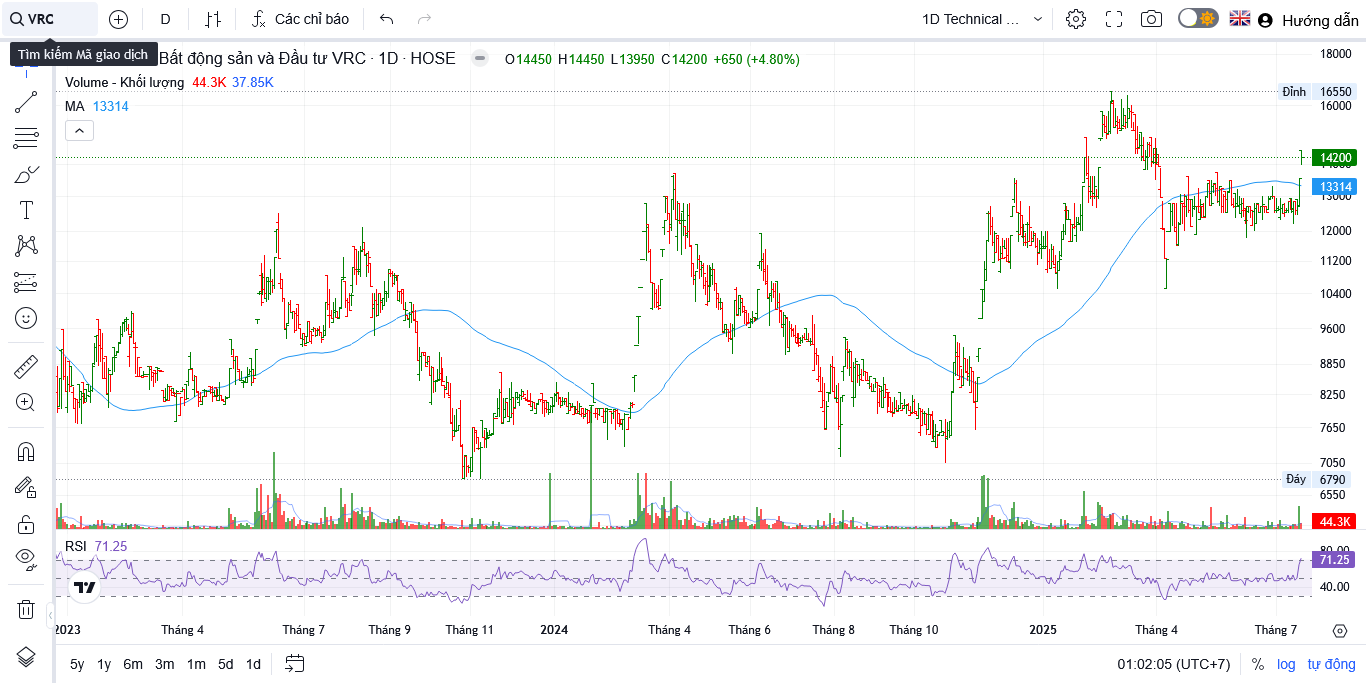 VRC D Các chỉ báo 1D Technical ... Hướng dẫn
Tìm kiếm Mã giao dịch
Bất động sản và Đầu tư VRC · 1D · HOSE O14450 H14450 L13950 C14200 +650 (+4.80%)
Volume - Khối lượng 44.3K 37.85K
MA 13314
18000
Đỉnh 16550
16000
14200
13314
12000
11200
10400
9600
8850
8250
7650
7050
Đáy 6790
6550
44.3K
RSI 71.25
80.00
71.25
40.00
2023 Tháng 4 Tháng 7 Tháng 9 Tháng 11 2024 Tháng 4 Tháng 6 Tháng 8 Tháng 10 2025 Tháng 4 Tháng 7
5y 1y 6m 3m 1m 5d 1d 01:02:05 (UTC+7) % log tự động